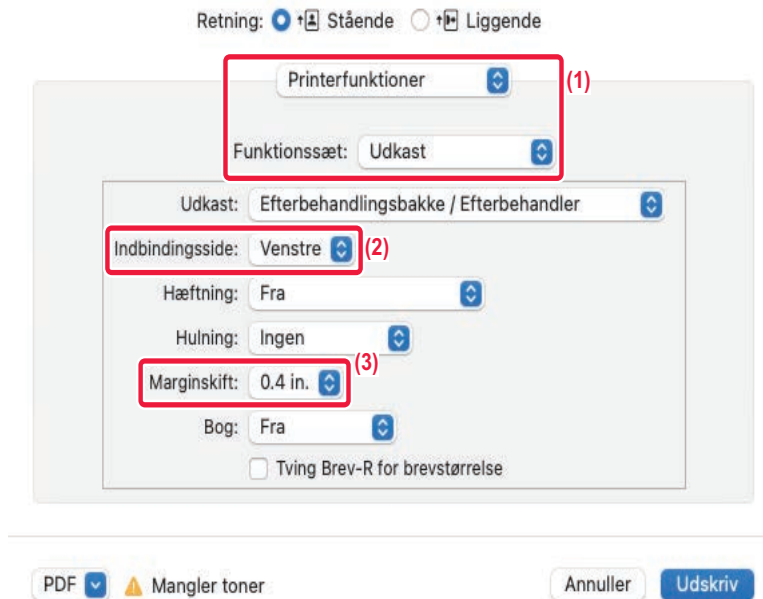 Retning: Stående Liggende
Printerfunktioner (1)
Funktionssæt: Udkast
Udkast: Efterbehandlingsbakke / Efterbehandler
Indbindingsside: Venstre (2)
Hæftning: Fra
Hulning: Ingen
(3)
Marginskift: 0.4 in.
Bog: Fra
Tving Brev-R for brevstørrelse
PDF Mangler toner Annuller Udskriv